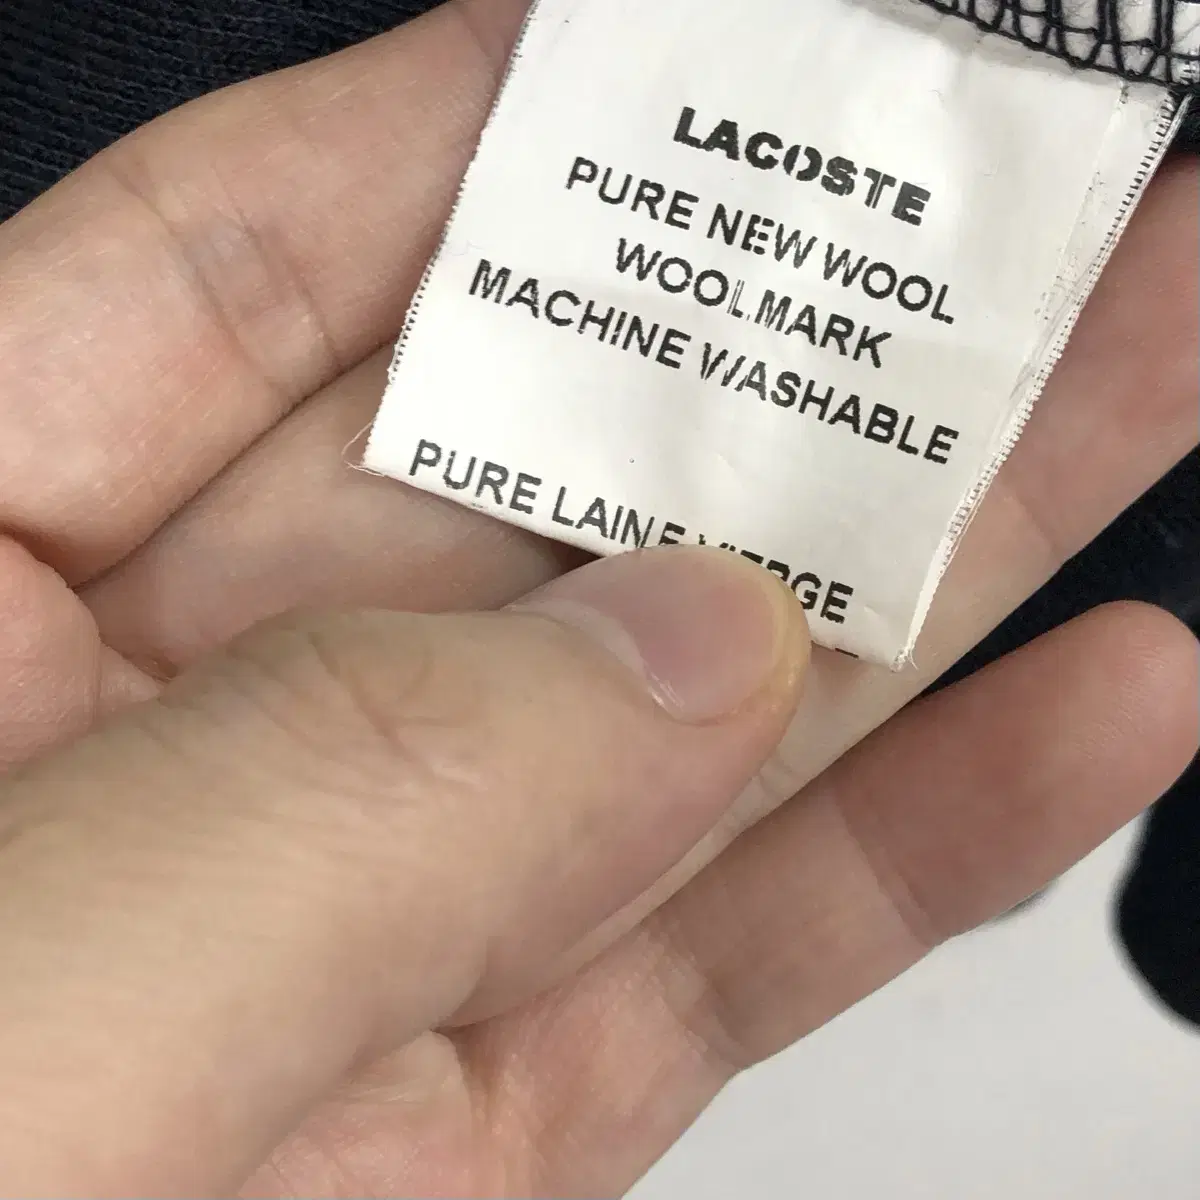 LACOSTE
PURE NEW WOOL
WOOLMARK
MACHINE WASHABLE
PURE LAINE VIERGE